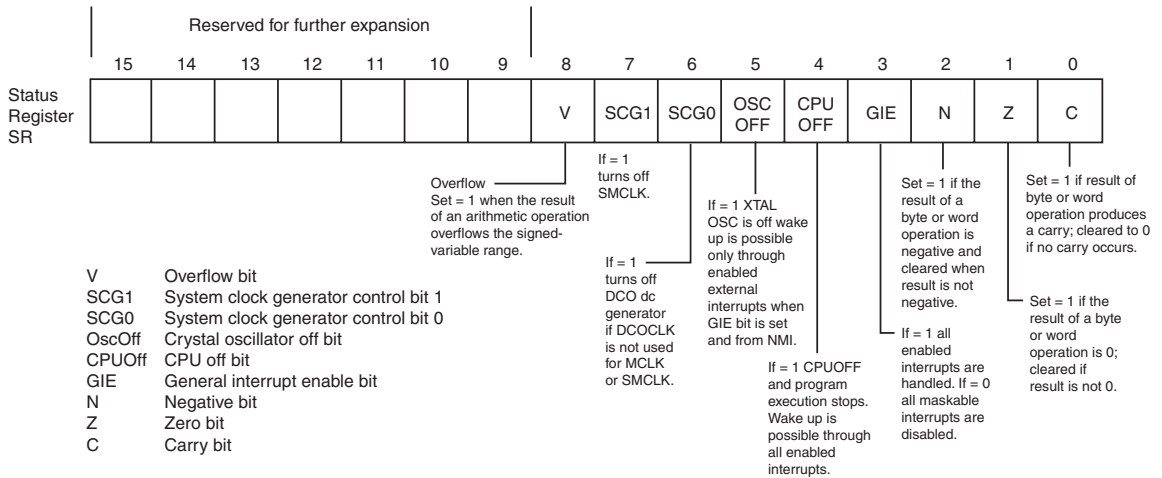 Reserved for further expansion
15 14 13 12 11 10 9 8 7 6 5 4 3 2 1 0
Status
Register
SR
V
SCG1
SCG0
OSC
OFF
CPU
OFF
GIE
N
Z
C
Overflow
Set = 1 when the result
of an arithmetic operation
overflows the signed-
variable range.
If = 1
turns off
SMCLK.
If = 1
turns off
DCO dc
generator
if DCOCLK
is not used
for MCLK
or SMCLK.
If = 1 XTAL
OSC is off wake
up is possible
only through
enabled
external
interrupts when
GIE bit is set
and from NMI.
If = 1 CPUOFF
and program
execution stops.
Wake up is
possible through
all enabled
interrupts.
If = 1 all
enabled
interrupts are
handled. If = 0
all maskable
interrupts are
disabled.
Set = 1 if the
result of a
byte or word
operation is
negative and
cleared when
result is not
negative.
Set = 1 if the
result of a byte
or word
operation is 0;
cleared if
result is not 0.
Set = 1 if result of
byte or word
operation produces
a carry; cleared to 0
if no carry occurs.
V Overflow bit
SCG1 System clock generator control bit 1
SCG0 System clock generator control bit 0
OscOff Crystal oscillator off bit
CPUOff CPU off bit
GIE General interrupt enable bit
N Negative bit
Z Zero bit
C Carry bit